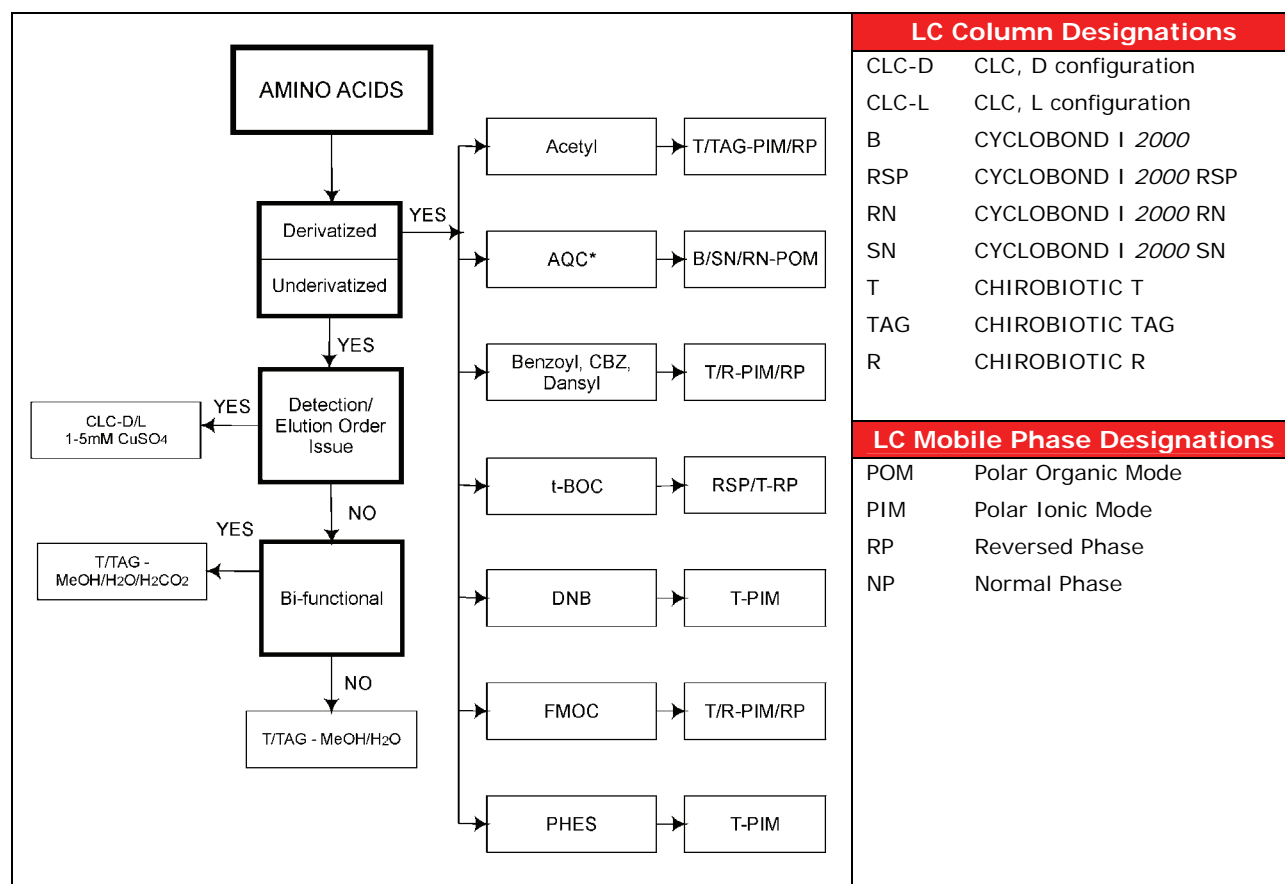 AMINO ACIDS
Derivatized
YES
Underivatized
YES
Detection/
Elution Order
Issue
YES
CLC-D/L
1-5mM CuSO4
NO
Bi-functional
YES
T/TAG -
MeOH/H2O/H2CO2
NO
T/TAG - MeOH/H2O
Acetyl
T/TAG-PIM/RP
AQC*
B/SN/RN-POM
Benzoyl, CBZ,
Dansyl
T/R-PIM/RP
t-BOC
RSP/T-RP
DNB
T-PIM
FMOC
T/R-PIM/RP
PHES
T-PIM
LC Column Designations
CLC-D CLC, D configuration
CLC-L CLC, L configuration
B CYCLOBOND I 2000
RSP CYCLOBOND I 2000 RSP
RN CYCLOBOND I 2000 RN
SN CYCLOBOND I 2000 SN
T CHIROBIOTIC T
TAG CHIROBIOTIC TAG
R CHIROBIOTIC R
LC Mobile Phase Designations
POM Polar Organic Mode
PIM Polar Ionic Mode
RP Reversed Phase
NP Normal Phase